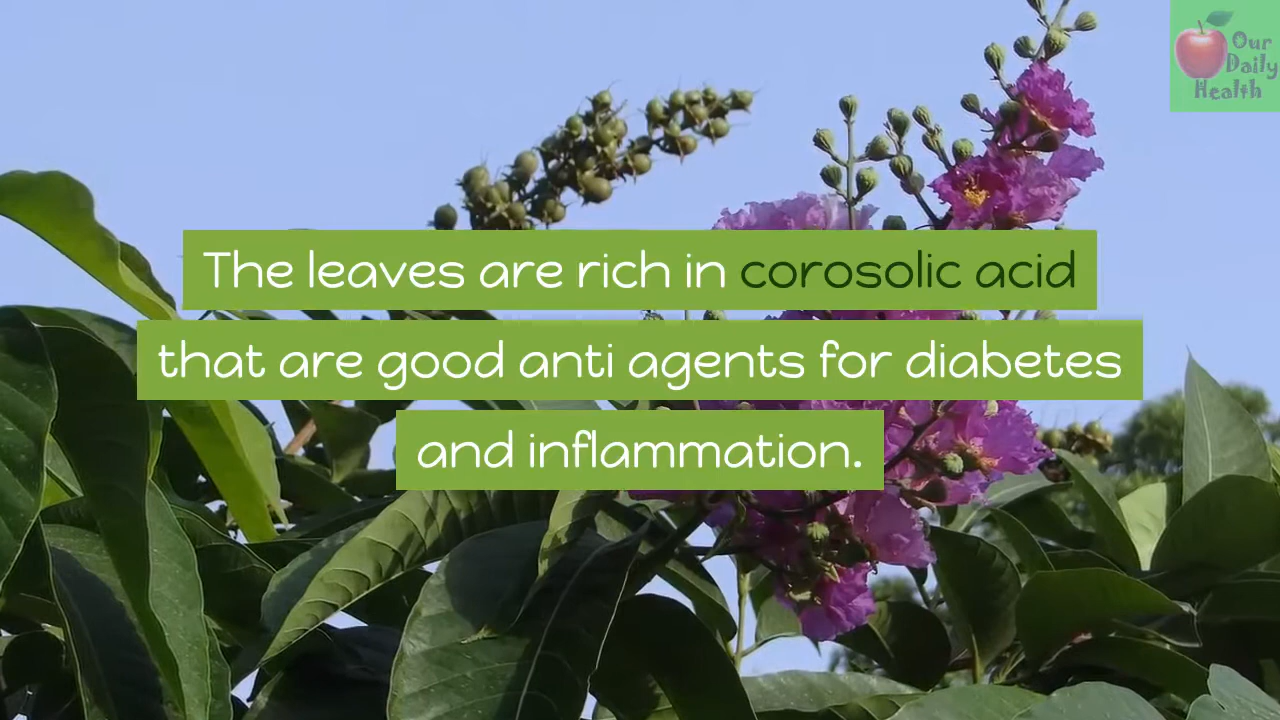 Our
Daily
Health
The leaves are rich in corosolic acid
that are good anti agents for diabetes
and inflammation.